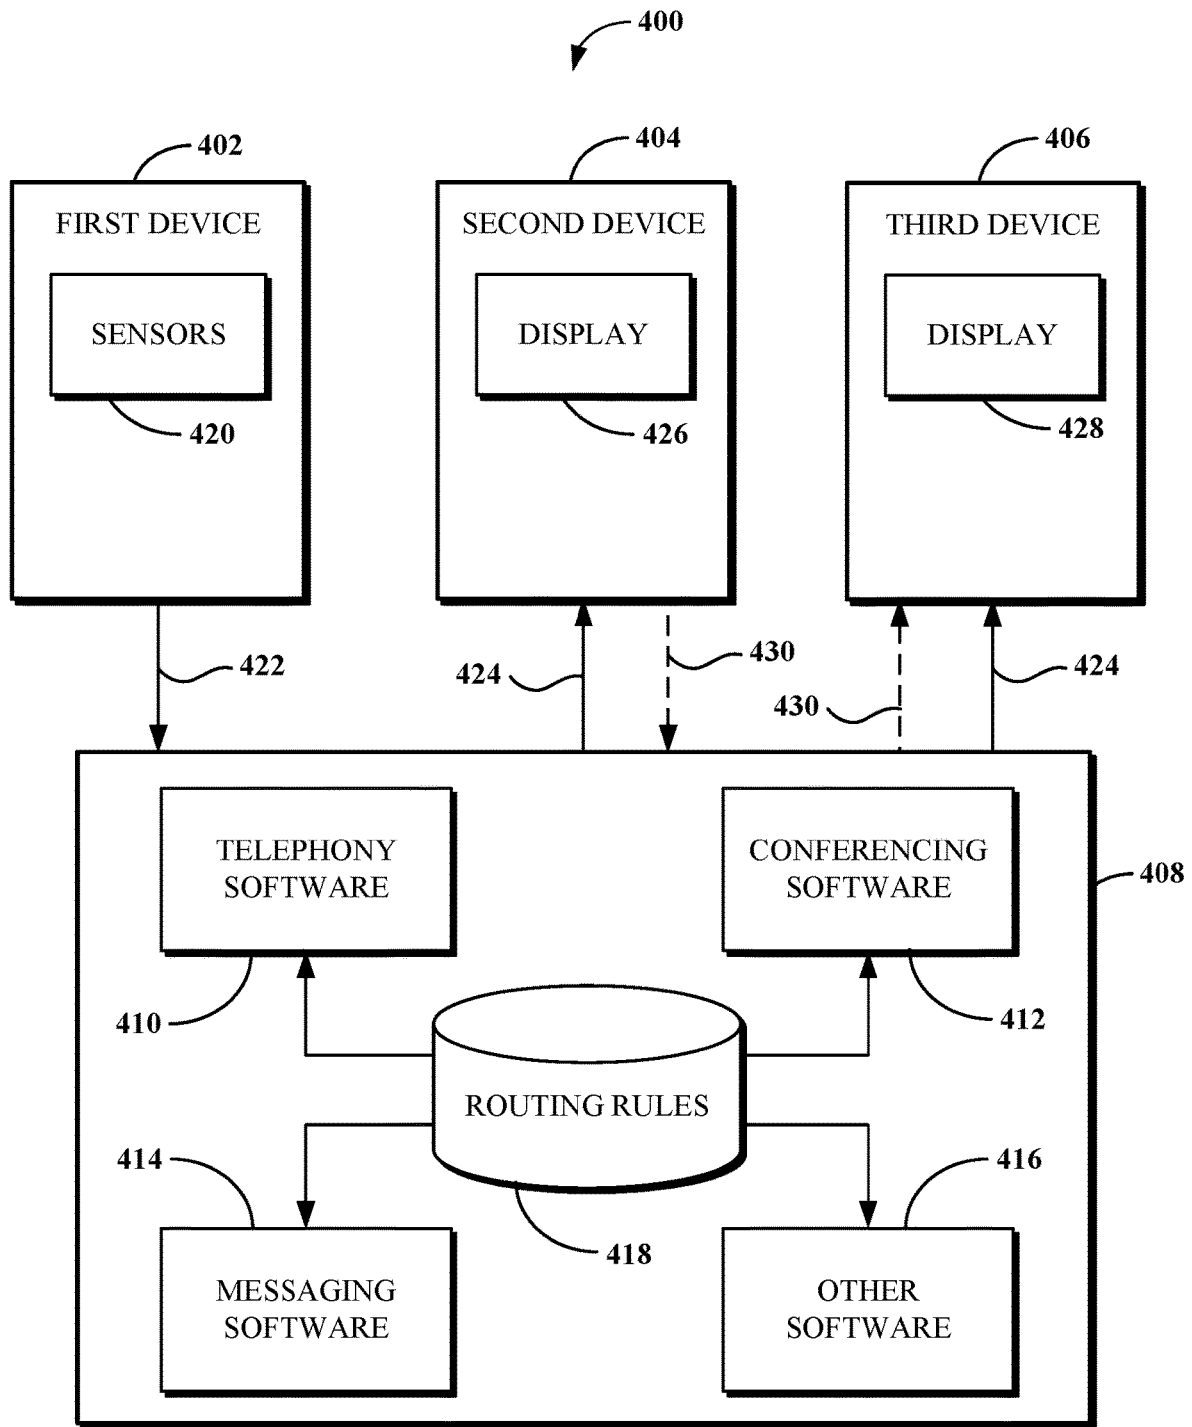 400
402
404
406
FIRST DEVICE
SECOND DEVICE
THIRD DEVICE
SENSORS
DISPLAY
DISPLAY
420
426
428
422
424
430
430
424
TELEPHONY
SOFTWARE
CONFERENCING
SOFTWARE
408
410
412
ROUTING RULES
414
416
418
MESSAGING
SOFTWARE
OTHER
SOFTWARE